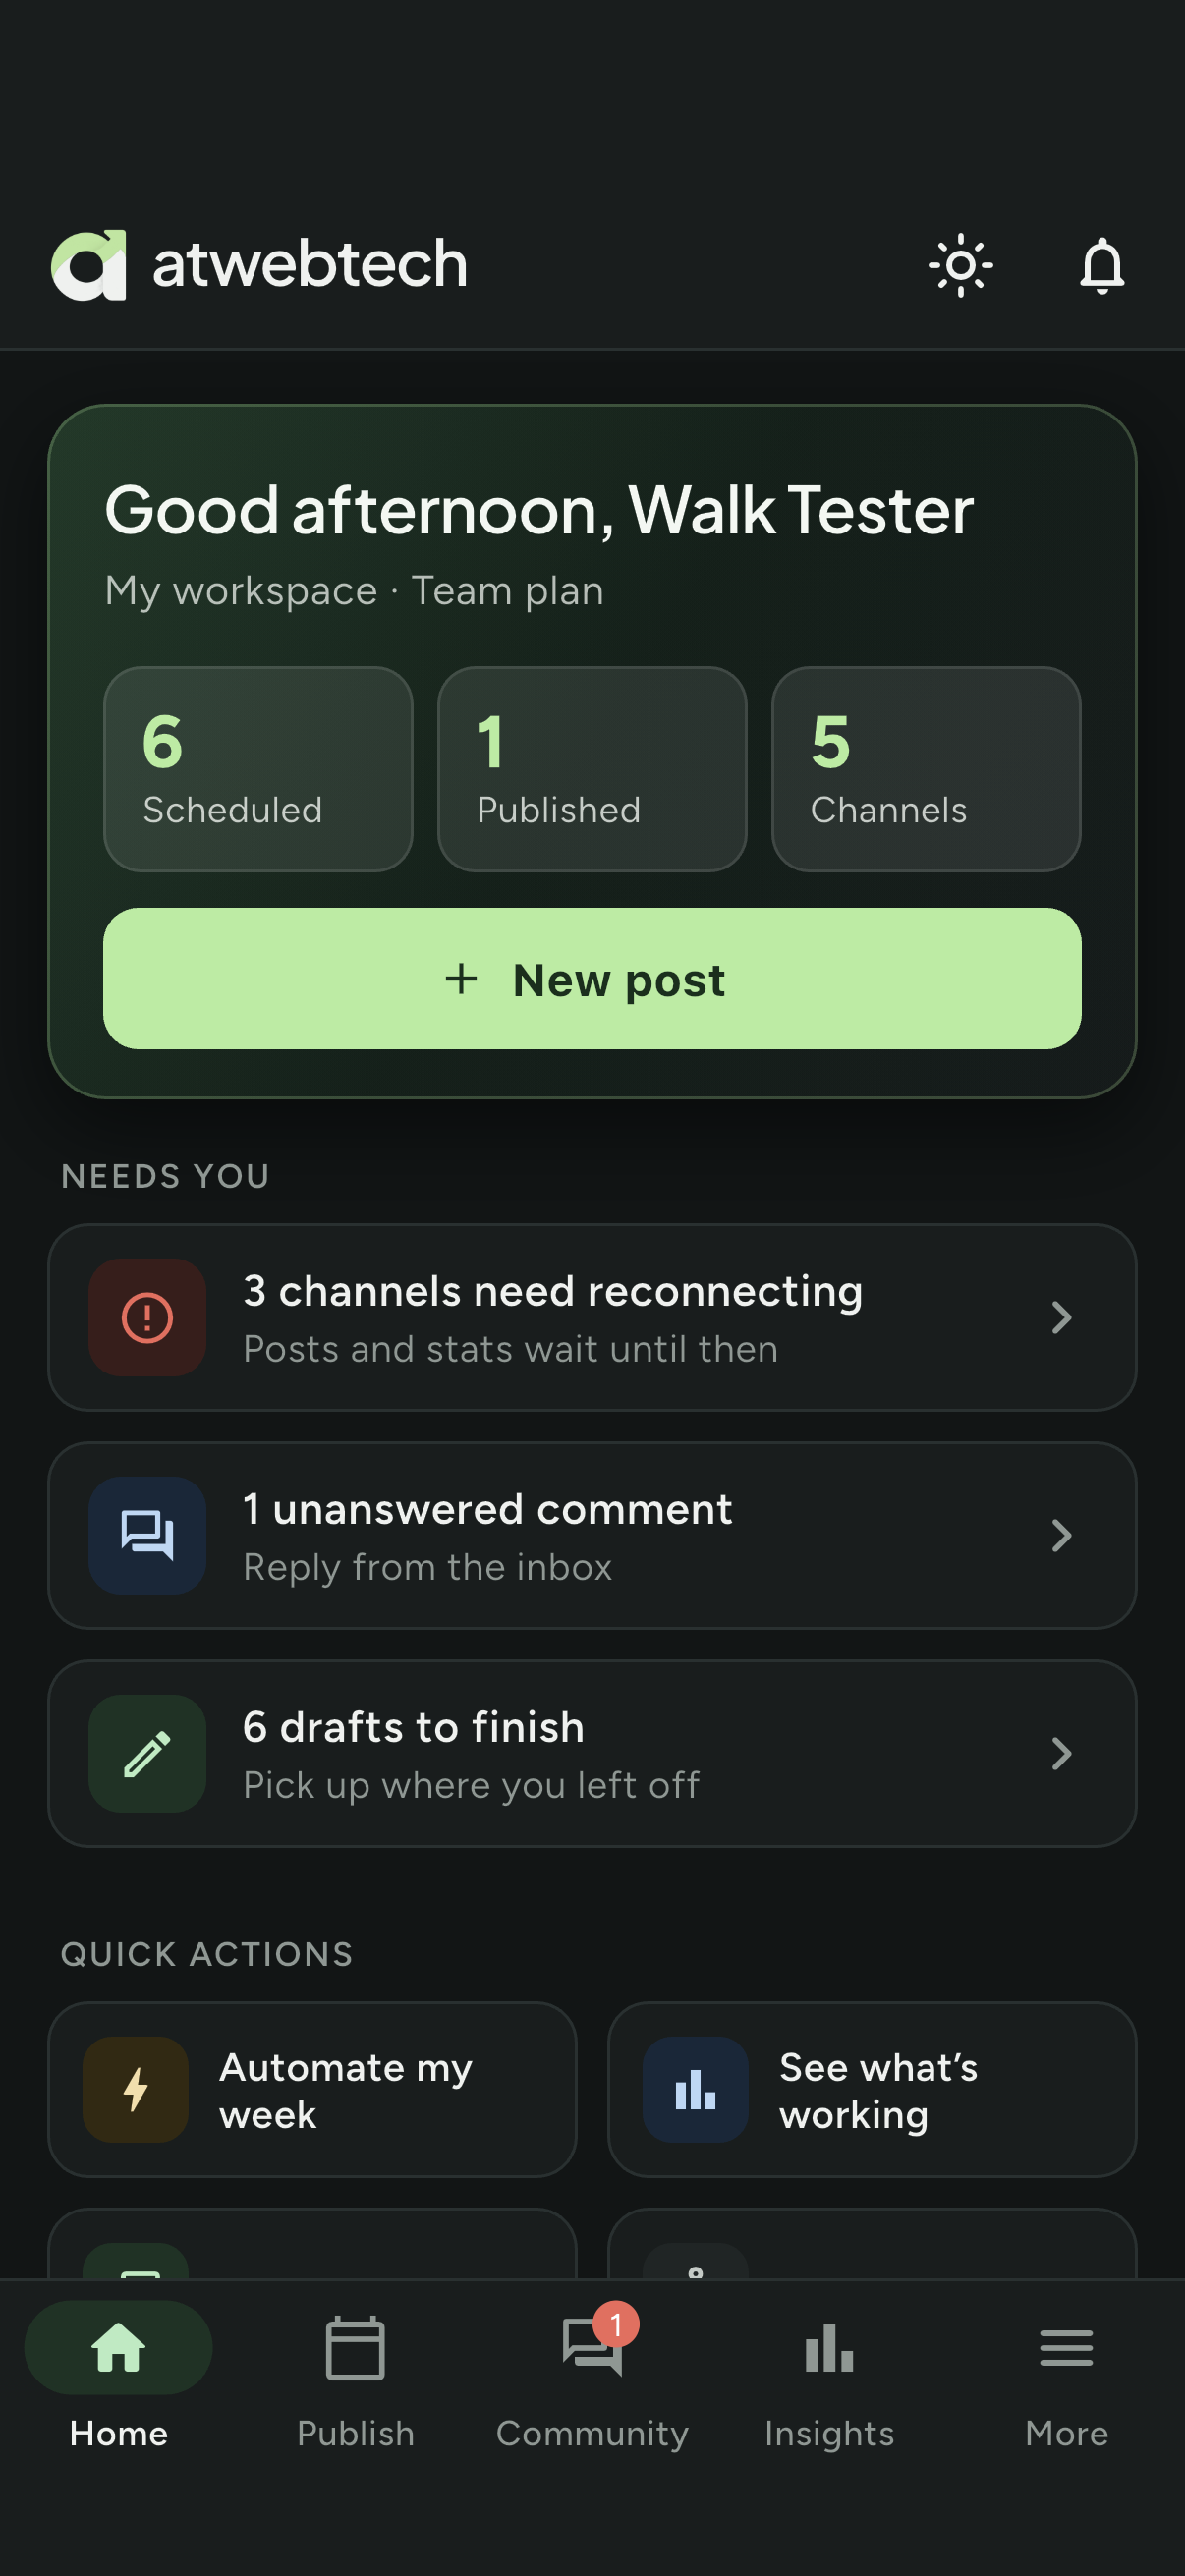 atwebtech
Good afternoon, Walk Tester
My workspace · Team plan
6
Scheduled
1
Published
5
Channels
+ New post
NEEDS YOU
3 channels need reconnecting
Posts and stats wait until then
1 unanswered comment
Reply from the inbox
6 drafts to finish
Pick up where you left off
QUICK ACTIONS
Automate my
week
See what’s
working
1
Home
Publish
Community
Insights
More